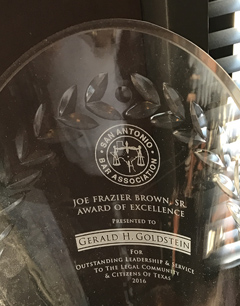 SAN ANTONIO
BAR ASSOCIATION
JOE FRAZIER BROWN, SR.
AWARD OF EXCELLENCE
PRESENTED TO
GERALD H. GOLDSTEIN
FOR
OUTSTANDING LEADERSHIP & SERVICE
TO THE LEGAL COMMUNITY
& CITIZENS OF TEXAS
2016